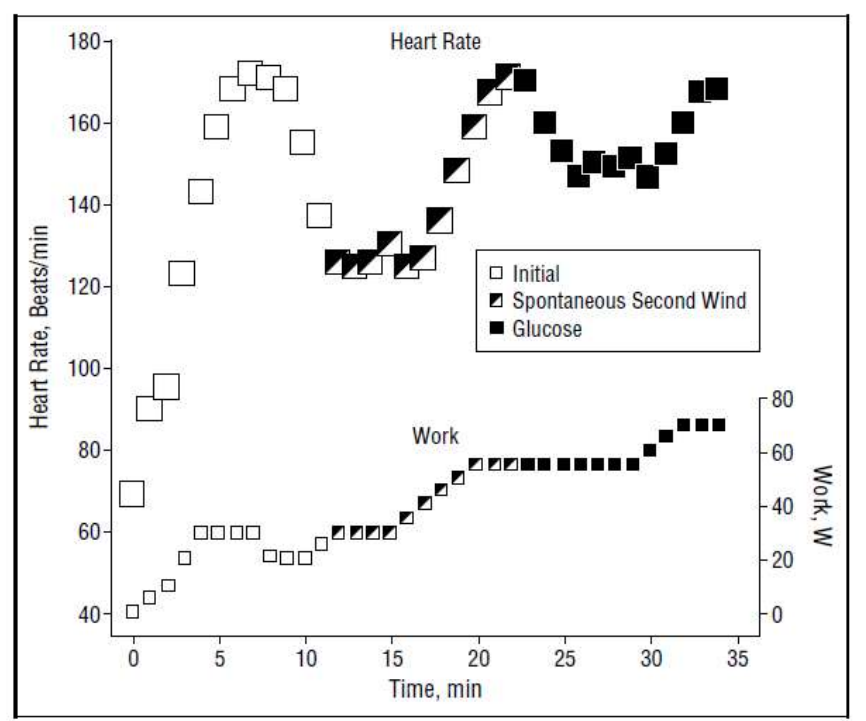 Heart Rate
180
160
140
120
100
80
60
40
Heart Rate, Beats/min
Initial
Spontaneous Second Wind
Glucose
Work
80
60
40
20
0
Work, W
0 5 10 15 20 25 30 35
Time, min